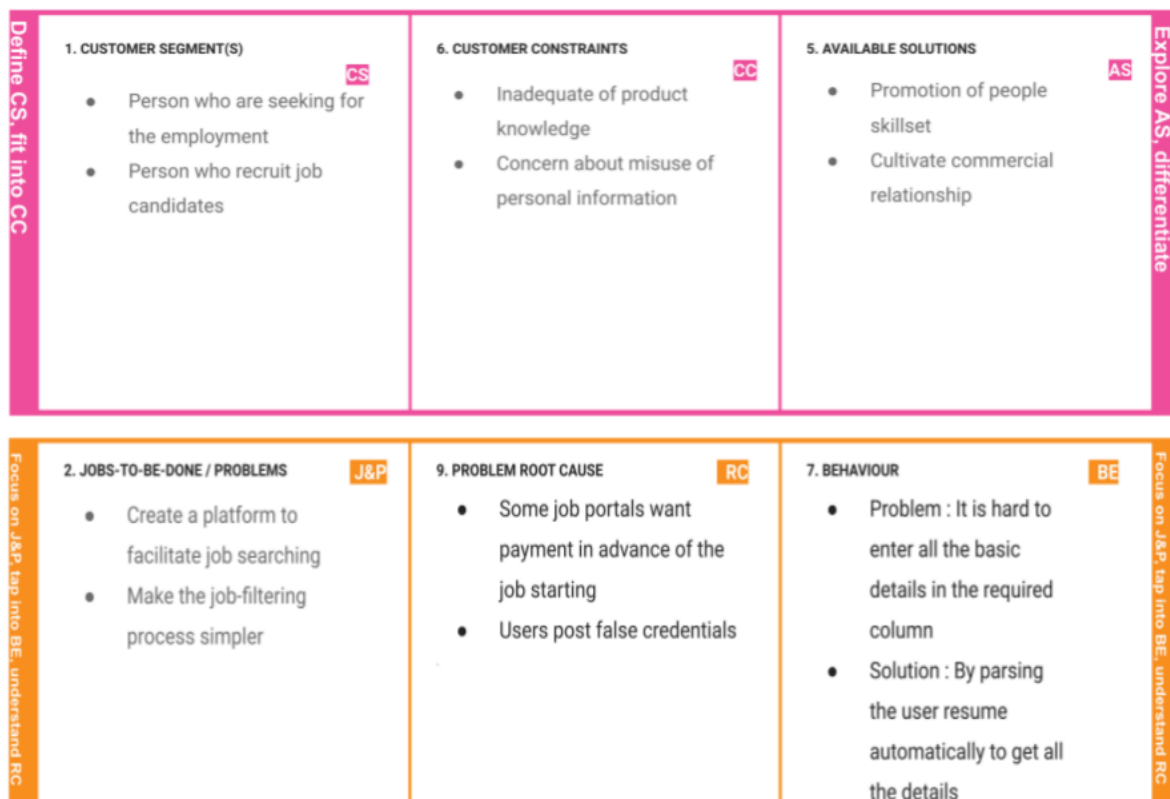 Define CS, fit into CC
1. CUSTOMER SEGMENT(S)
CS
● Person who are seeking for
the employment
● Person who recruit job
candidates
6. CUSTOMER CONSTRAINTS
CC
● Inadequate of product
knowledge
● Concern about misuse of
personal information
5. AVAILABLE SOLUTIONS
AS
● Promotion of people
skillset
● Cultivate commercial
relationship
Explore AS, differentiate
Focus on J&P, tap into BE, understand RC
2. JOBS-TO-BE-DONE / PROBLEMS
J&P
● Create a platform to
facilitate job searching
● Make the job-filtering
process simpler
9. PROBLEM ROOT CAUSE
RC
● Some job portals want
payment in advance of the
job starting
● Users post false credentials
7. BEHAVIOUR
BE
● Problem : It is hard to
enter all the basic
details in the required
column
● Solution : By parsing
the user resume
automatically to get all
the details
Focus on J&P, tap into BE, understand RC